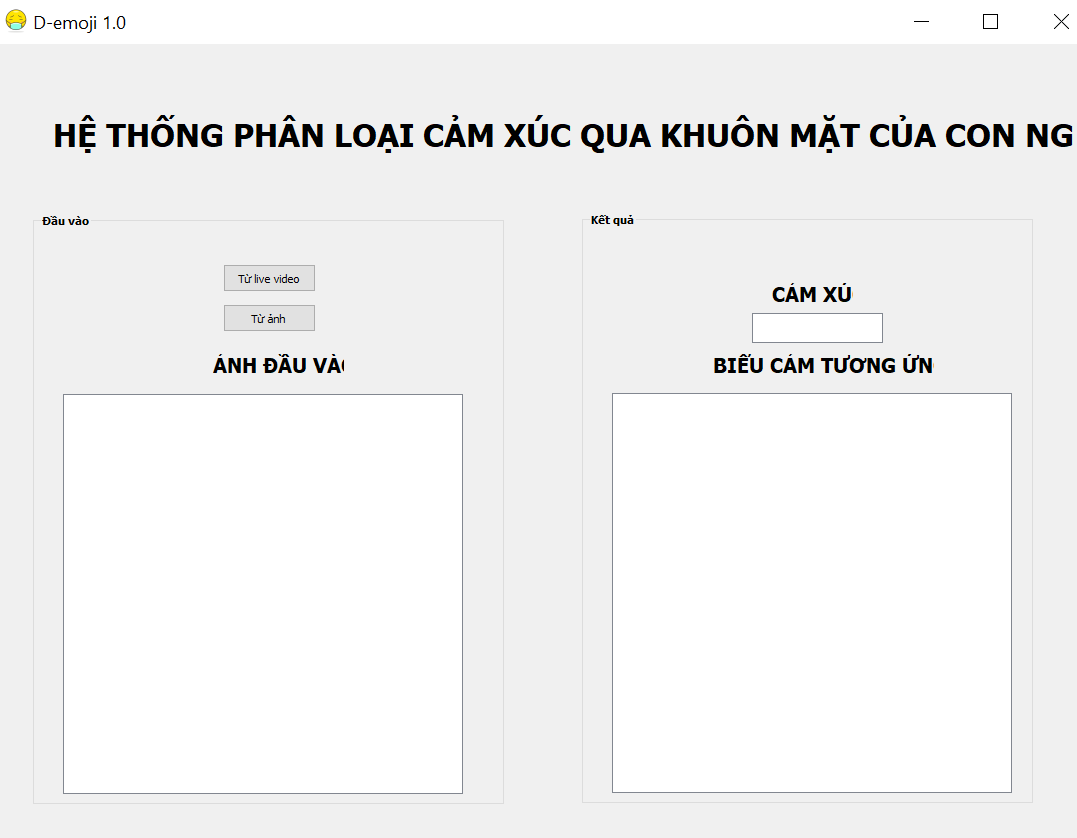 D-emoji 1.0
HỆ THỐNG PHÂN LOẠI CẢM XÚC QUA KHUÔN MẶT CỦA CON NG
Đầu vào
Từ live video
Từ ảnh
ẢNH ĐẦU VÀO
Kết quả
CẢM XÚ
BIỂU CẢM TƯƠNG ỨN